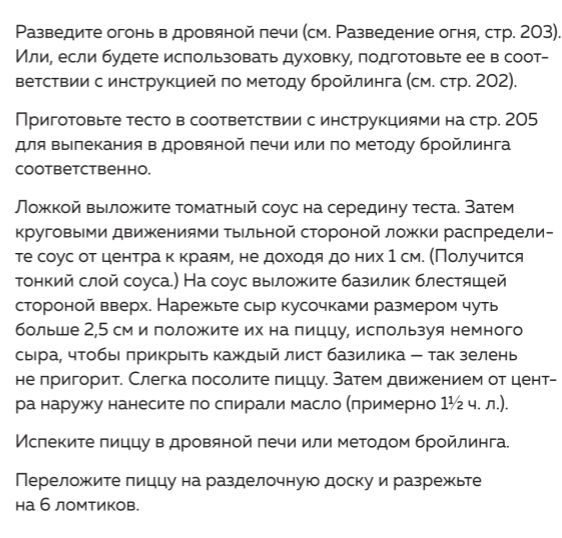 Разведите огонь в дровяной печи (см. Разведение огня, стр. 203).
Или, если будете использовать духовку, подготовьте ее в соот-
ветствии с инструкцией по методу бройлинга (см. стр. 202).
Приготовьте тесто в соответствии с инструкциями на стр. 205
для выпекания в дровяной печи или по методу бройлинга
соответственно.
Ложкой выложите томатный соус на середину теста. Затем
круговыми движениями тыльной стороной ложки распредели-
те соус от центра к краям, не доходя до них 1 см. (Получится
тонкий слой соуса.) На соус выложите базилик блестящей
стороной вверх. Нарежьте сыр кусочками размером чуть
больше 2,5 см и положите их на пиццу, используя немного
сыра, чтобы прикрыть каждый лист базилика — так зелень
не пригорит. Слегка посолите пиццу. Затем движением от цент-
ра наружу нанесите по спирали масло (примерно 1½ ч. л.).
Испеките пиццу в дровяной печи или методом бройлинга.
Переложите пиццу на разделочную доску и разрежьте
на 6 ломтиков.